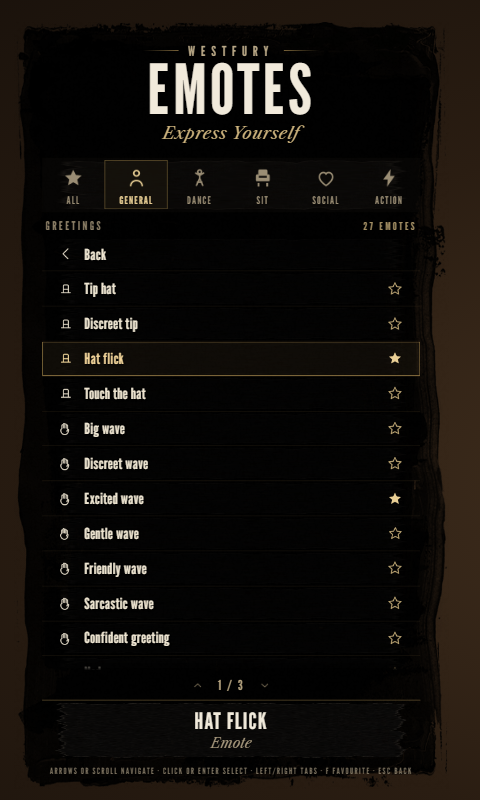 WESTFURY
EMOTES
Express Yourself
ALL GENERAL DANCE SIT SOCIAL ACTION
GREETINGS 27 EMOTES
Back
Tip hat
Discreet tip
Hat flick
Touch the hat
Big wave
Discreet wave
Excited wave
Gentle wave
Friendly wave
Sarcastic wave
Confident greeting
1 / 3
HAT FLICK
Emote
ARROWS OR SCROLL NAVIGATE · CLICK OR ENTER SELECT · LEFT/RIGHT TABS · F FAVOURITE · ESC BACK